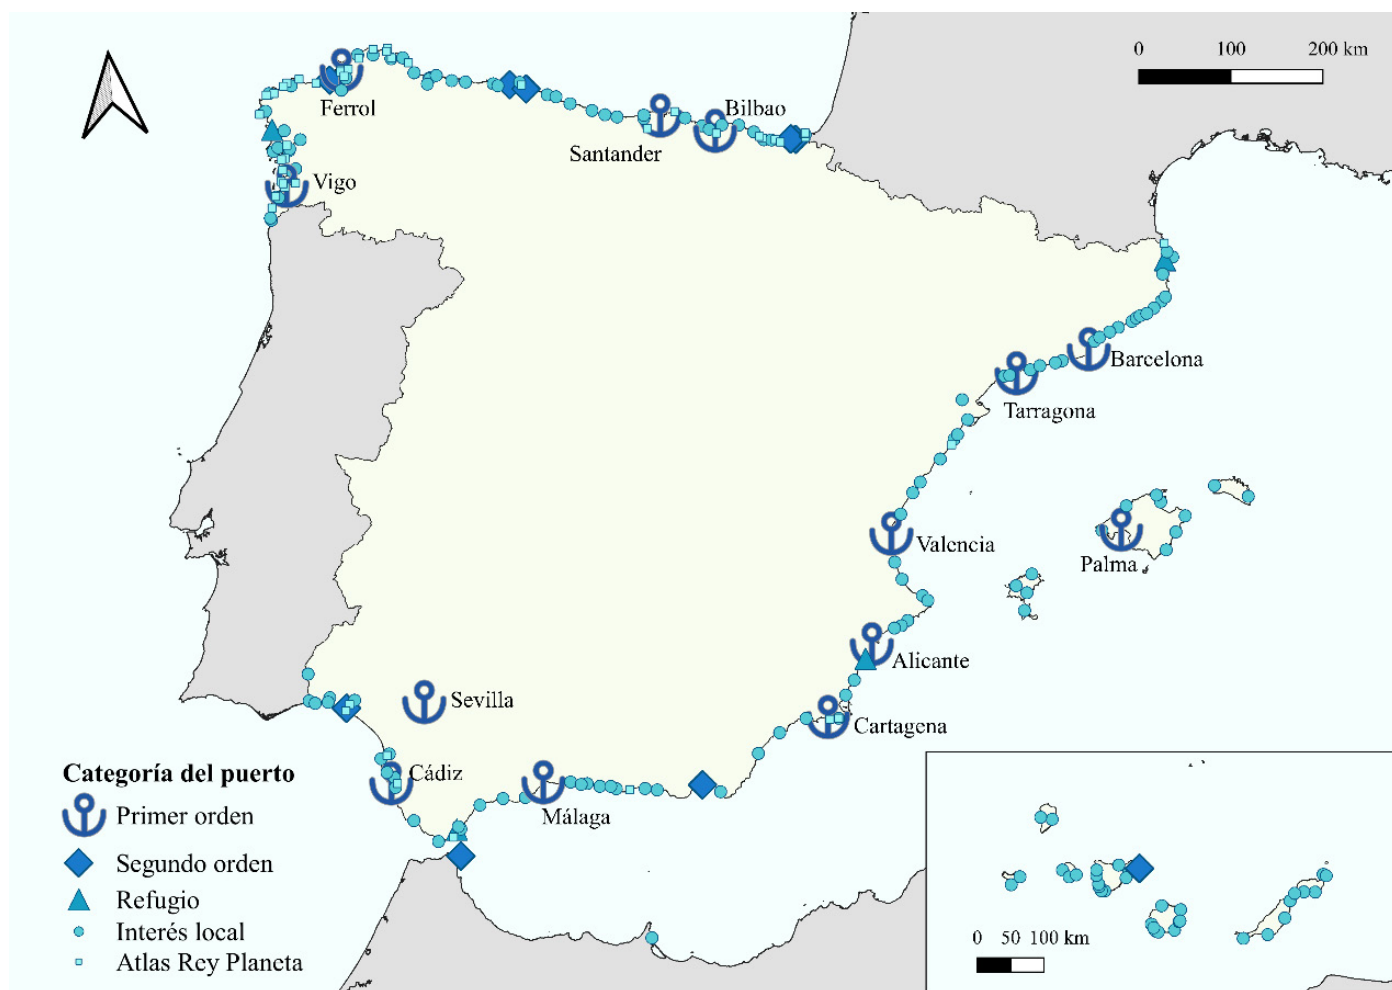 0 100 200 km
Ferrol
Bilbao
Santander
Vigo
Barcelona
Tarragona
Valencia
Palma
Alicante
Sevilla
Cartagena
Cádiz
Málaga
Categoría del puerto
Primer orden
Segundo orden
Refugio
Interés local
Atlas Rey Planeta
0 50 100 km